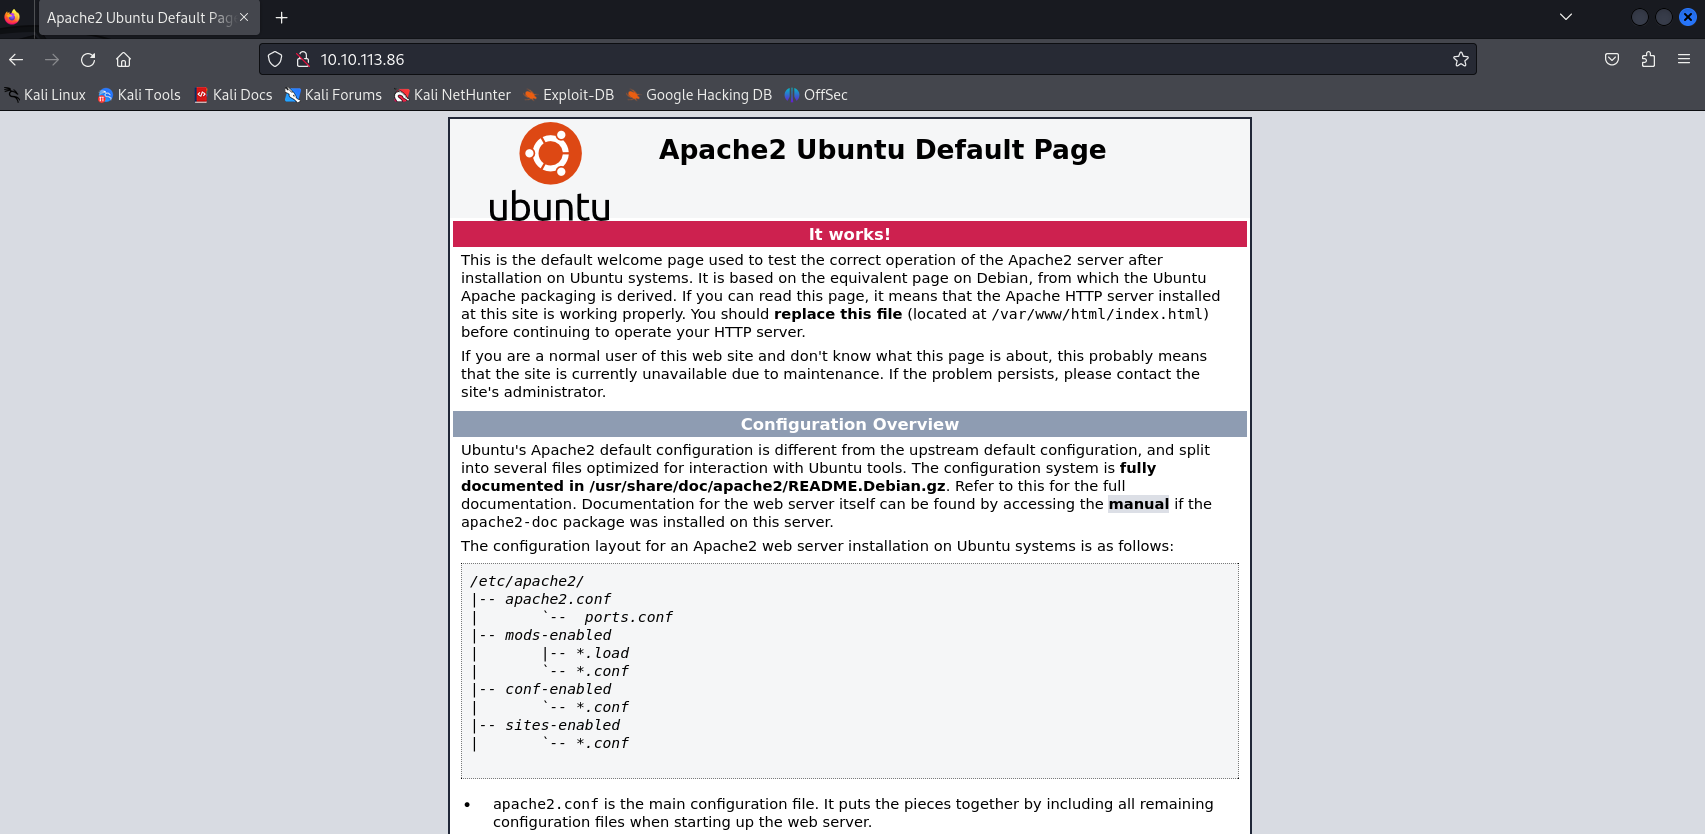 Apache2 Ubuntu Default Pag
10.10.113.86
Kali Linux Kali Tools Kali Docs Kali Forums Kali NetHunter Exploit-DB Google Hacking DB OffSec
ubuntu
Apache2 Ubuntu Default Page
It works!
This is the default welcome page used to test the correct operation of the Apache2 server after
installation on Ubuntu systems. It is based on the equivalent page on Debian, from which the Ubuntu
Apache packaging is derived. If you can read this page, it means that the Apache HTTP server installed
at this site is working properly. You should replace this file (located at /var/www/html/index.html)
before continuing to operate your HTTP server.
If you are a normal user of this web site and don't know what this page is about, this probably means
that the site is currently unavailable due to maintenance. If the problem persists, please contact the
site's administrator.
Configuration Overview
Ubuntu's Apache2 default configuration is different from the upstream default configuration, and split
into several files optimized for interaction with Ubuntu tools. The configuration system is fully
documented in /usr/share/doc/apache2/README.Debian.gz. Refer to this for the full
documentation. Documentation for the web server itself can be found by accessing the manual if the
apache2-doc package was installed on this server.
The configuration layout for an Apache2 web server installation on Ubuntu systems is as follows:
/etc/apache2/
|-- apache2.conf
|       `--  ports.conf
|-- mods-enabled
|       |-- *.load
|       `-- *.conf
|-- conf-enabled
|       `-- *.conf
|-- sites-enabled
|       `-- *.conf
• apache2.conf is the main configuration file. It puts the pieces together by including all remaining
configuration files when starting up the web server.